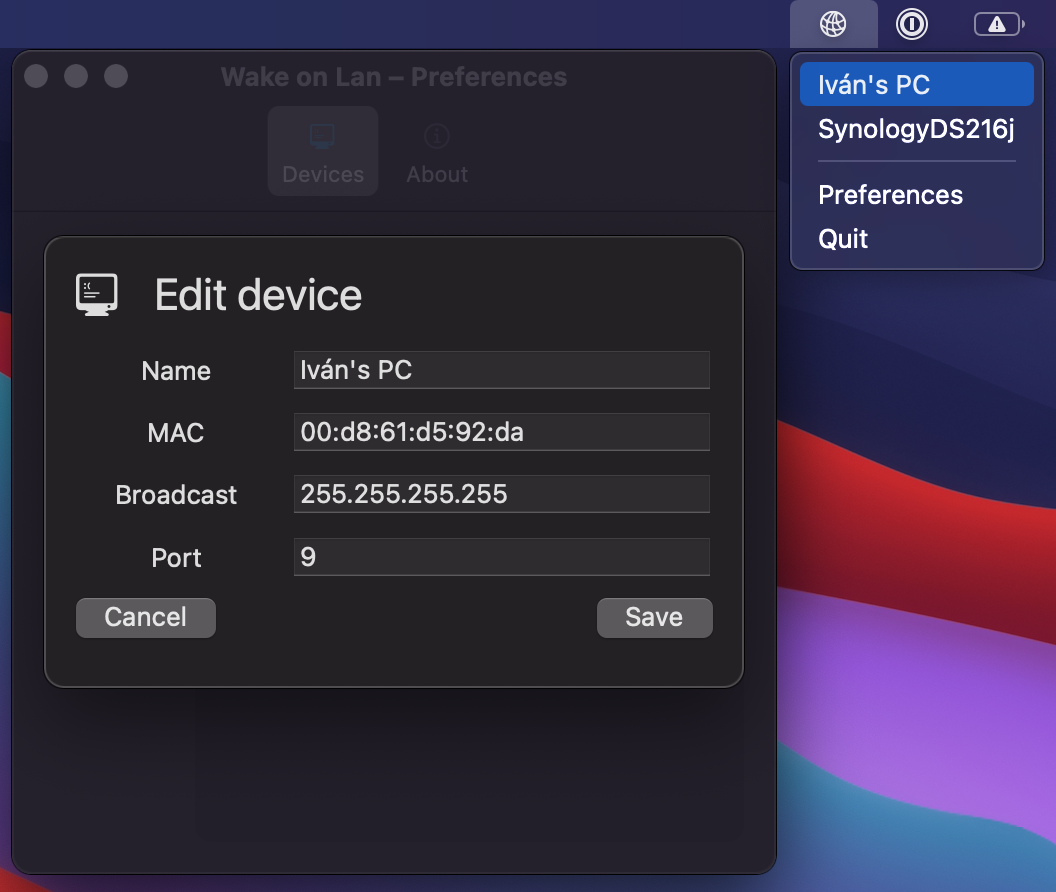 Wake on Lan – Preferences
Devices
About
Edit device
Name
Iván's PC
MAC
00:d8:61:d5:92:da
Broadcast
255.255.255.255
Port
9
Cancel
Save
Iván's PC
SynologyDS216j
Preferences
Quit